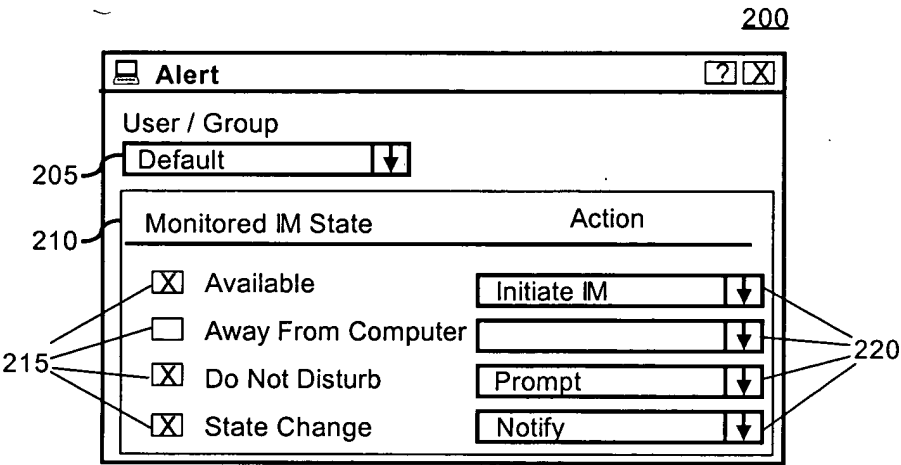 200
Alert ? X
User / Group
Default
205
210
Monitored IM State Action
X Available Initiate IM
Away From Computer
215
220
X Do Not Disturb Prompt
X State Change Notify